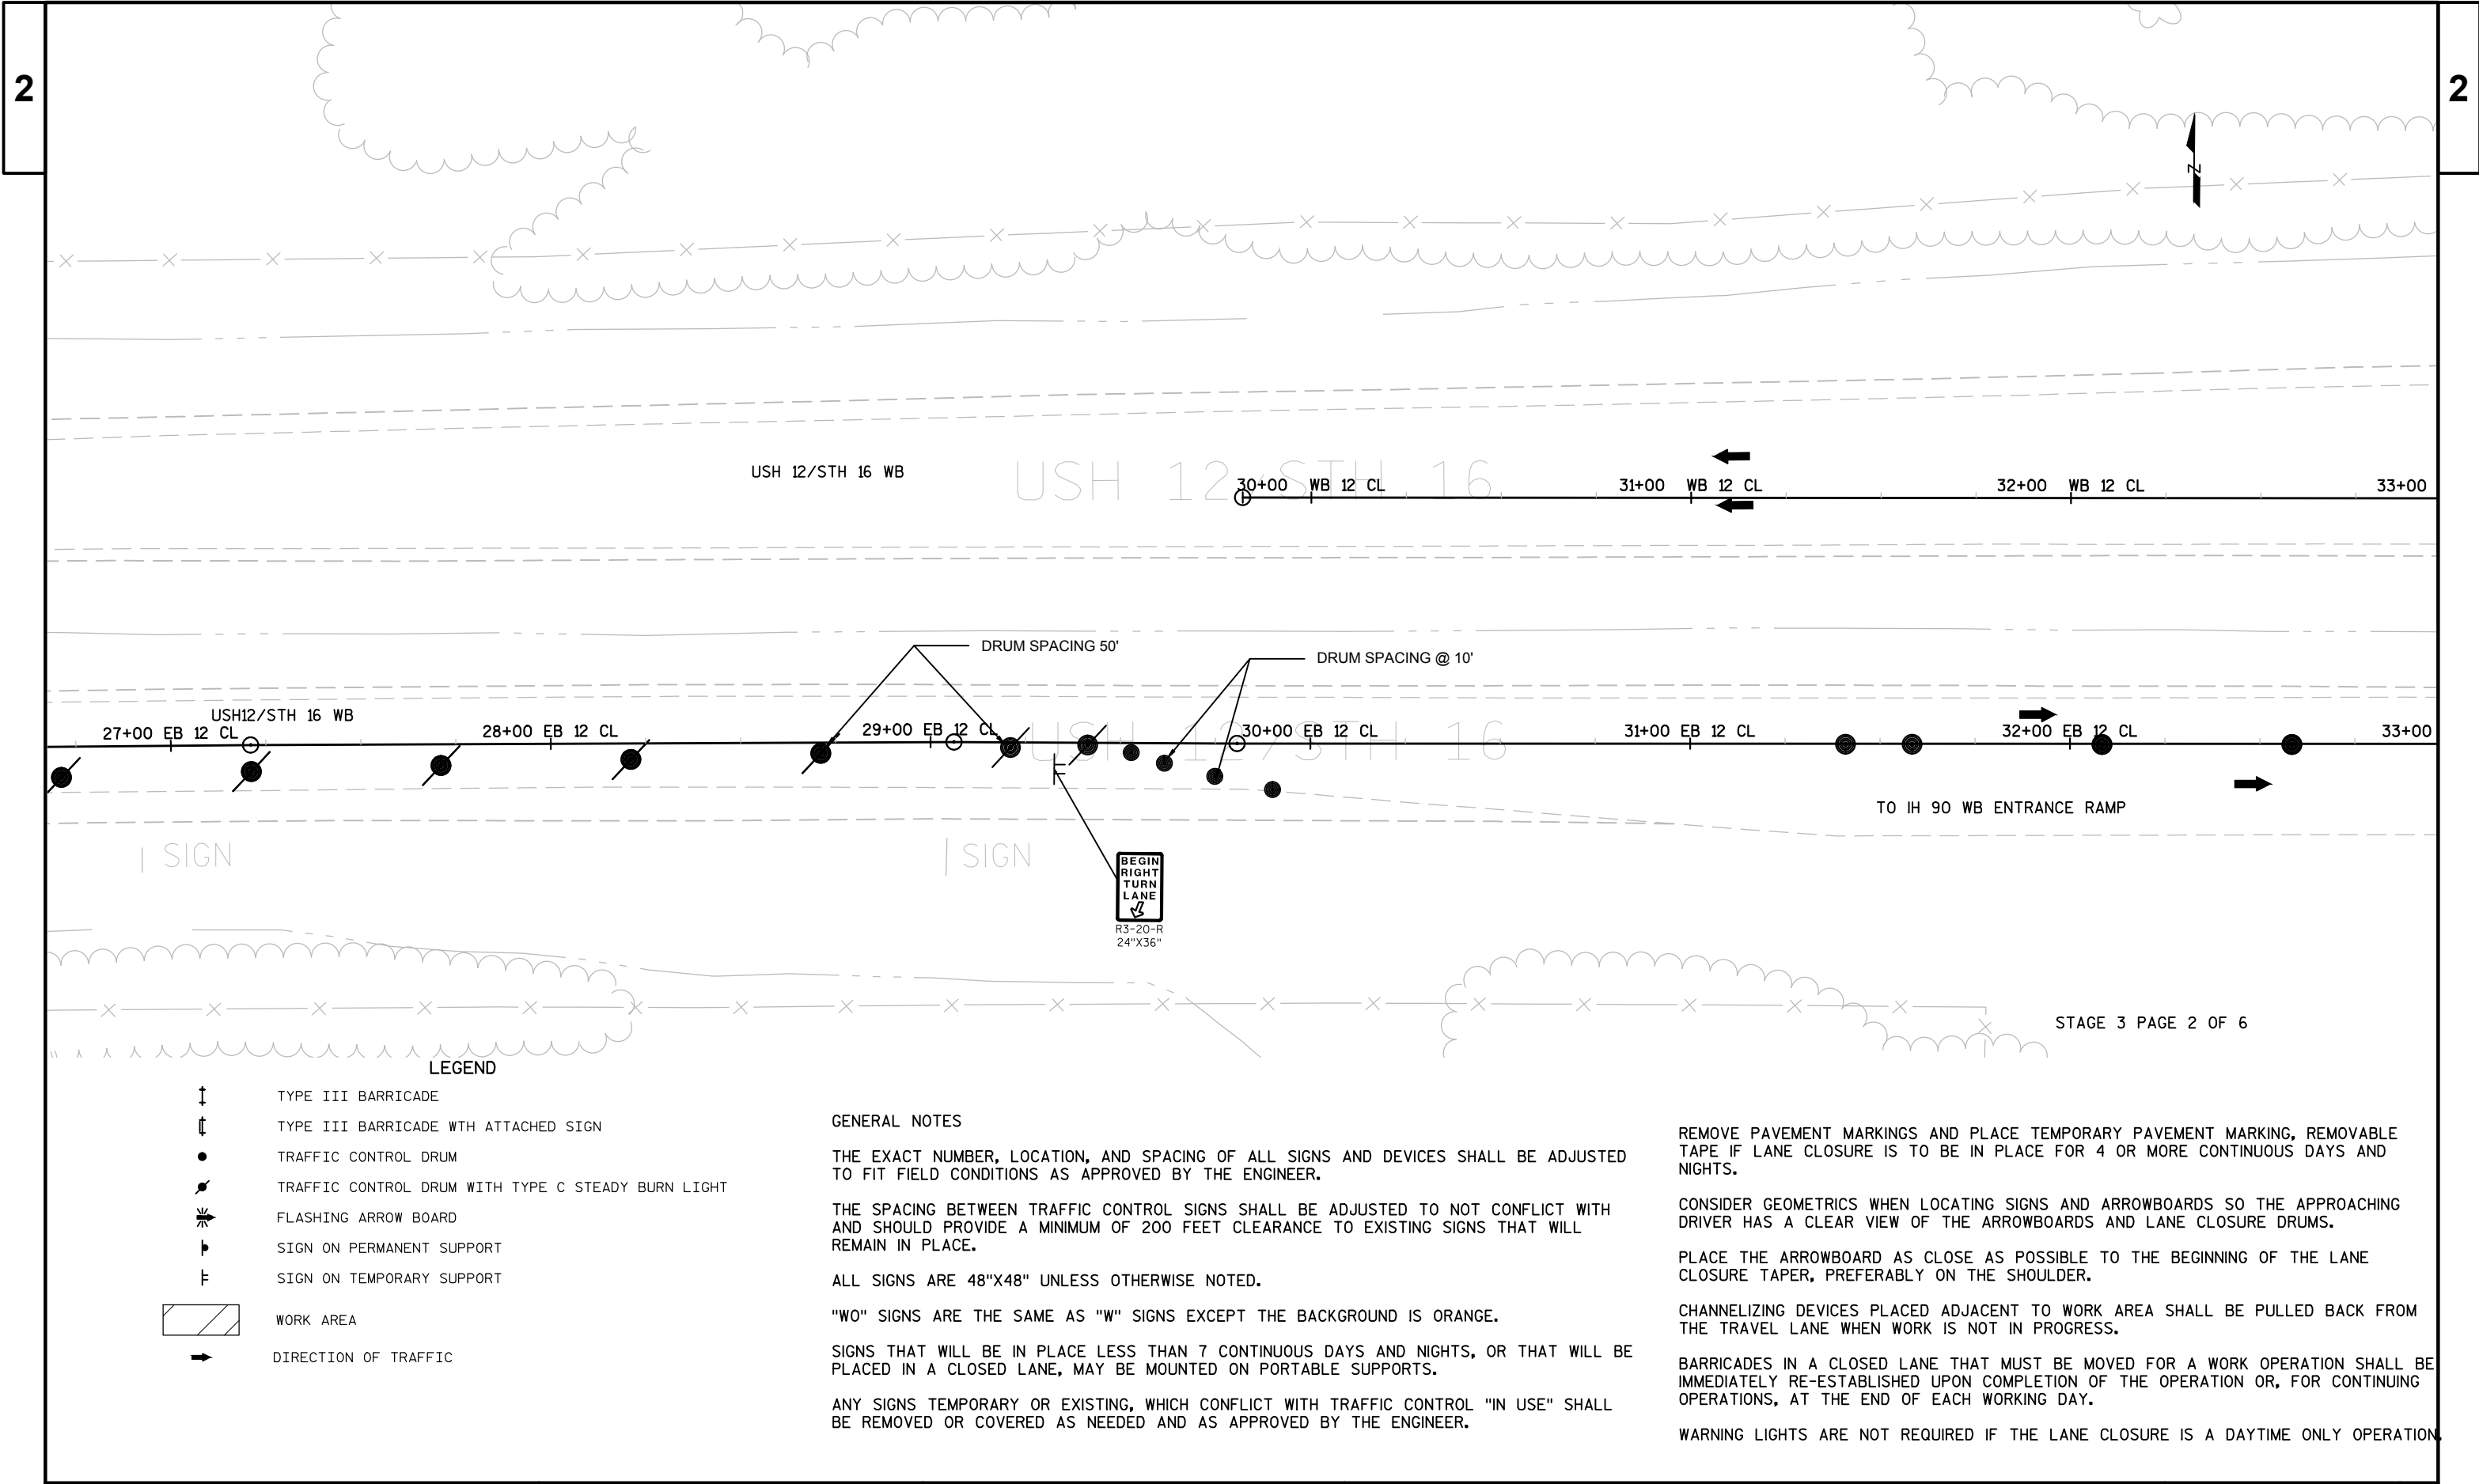 2
2
N
USH 12/STH 16 WB
USH 12/STH 16
30+00 WB 12 CL
31+00 WB 12 CL
32+00 WB 12 CL
33+00
DRUM SPACING 50'
DRUM SPACING @ 10'
USH12/STH 16 WB
27+00 EB 12 CL
28+00 EB 12 CL
29+00 EB 12 CL
USH 12/STH 16
30+00 EB 12 CL
31+00 EB 12 CL
32+00 EB 12 CL
33+00
TO IH 90 WB ENTRANCE RAMP
SIGN
SIGN
BEGIN
RIGHT
TURN
LANE
R3-20-R
24"X36"
STAGE 3 PAGE 2 OF 6
LEGEND
TYPE III BARRICADE
TYPE III BARRICADE WTH ATTACHED SIGN
TRAFFIC CONTROL DRUM
TRAFFIC CONTROL DRUM WITH TYPE C STEADY BURN LIGHT
FLASHING ARROW BOARD
SIGN ON PERMANENT SUPPORT
SIGN ON TEMPORARY SUPPORT
WORK AREA
DIRECTION OF TRAFFIC
GENERAL NOTES
THE EXACT NUMBER, LOCATION, AND SPACING OF ALL SIGNS AND DEVICES SHALL BE ADJUSTED
TO FIT FIELD CONDITIONS AS APPROVED BY THE ENGINEER.
THE SPACING BETWEEN TRAFFIC CONTROL SIGNS SHALL BE ADJUSTED TO NOT CONFLICT WITH
AND SHOULD PROVIDE A MINIMUM OF 200 FEET CLEARANCE TO EXISTING SIGNS THAT WILL
REMAIN IN PLACE.
ALL SIGNS ARE 48"X48" UNLESS OTHERWISE NOTED.
"WO" SIGNS ARE THE SAME AS "W" SIGNS EXCEPT THE BACKGROUND IS ORANGE.
SIGNS THAT WILL BE IN PLACE LESS THAN 7 CONTINUOUS DAYS AND NIGHTS, OR THAT WILL BE
PLACED IN A CLOSED LANE, MAY BE MOUNTED ON PORTABLE SUPPORTS.
ANY SIGNS TEMPORARY OR EXISTING, WHICH CONFLICT WITH TRAFFIC CONTROL "IN USE" SHALL
BE REMOVED OR COVERED AS NEEDED AND AS APPROVED BY THE ENGINEER.
REMOVE PAVEMENT MARKINGS AND PLACE TEMPORARY PAVEMENT MARKING, REMOVABLE
TAPE IF LANE CLOSURE IS TO BE IN PLACE FOR 4 OR MORE CONTINUOUS DAYS AND
NIGHTS.
CONSIDER GEOMETRICS WHEN LOCATING SIGNS AND ARROWBOARDS SO THE APPROACHING
DRIVER HAS A CLEAR VIEW OF THE ARROWBOARDS AND LANE CLOSURE DRUMS.
PLACE THE ARROWBOARD AS CLOSE AS POSSIBLE TO THE BEGINNING OF THE LANE
CLOSURE TAPER, PREFERABLY ON THE SHOULDER.
CHANNELIZING DEVICES PLACED ADJACENT TO WORK AREA SHALL BE PULLED BACK FROM
THE TRAVEL LANE WHEN WORK IS NOT IN PROGRESS.
BARRICADES IN A CLOSED LANE THAT MUST BE MOVED FOR A WORK OPERATION SHALL BE
IMMEDIATELY RE-ESTABLISHED UPON COMPLETION OF THE OPERATION OR, FOR CONTINUING
OPERATIONS, AT THE END OF EACH WORKING DAY.
WARNING LIGHTS ARE NOT REQUIRED IF THE LANE CLOSURE IS A DAYTIME ONLY OPERATION.